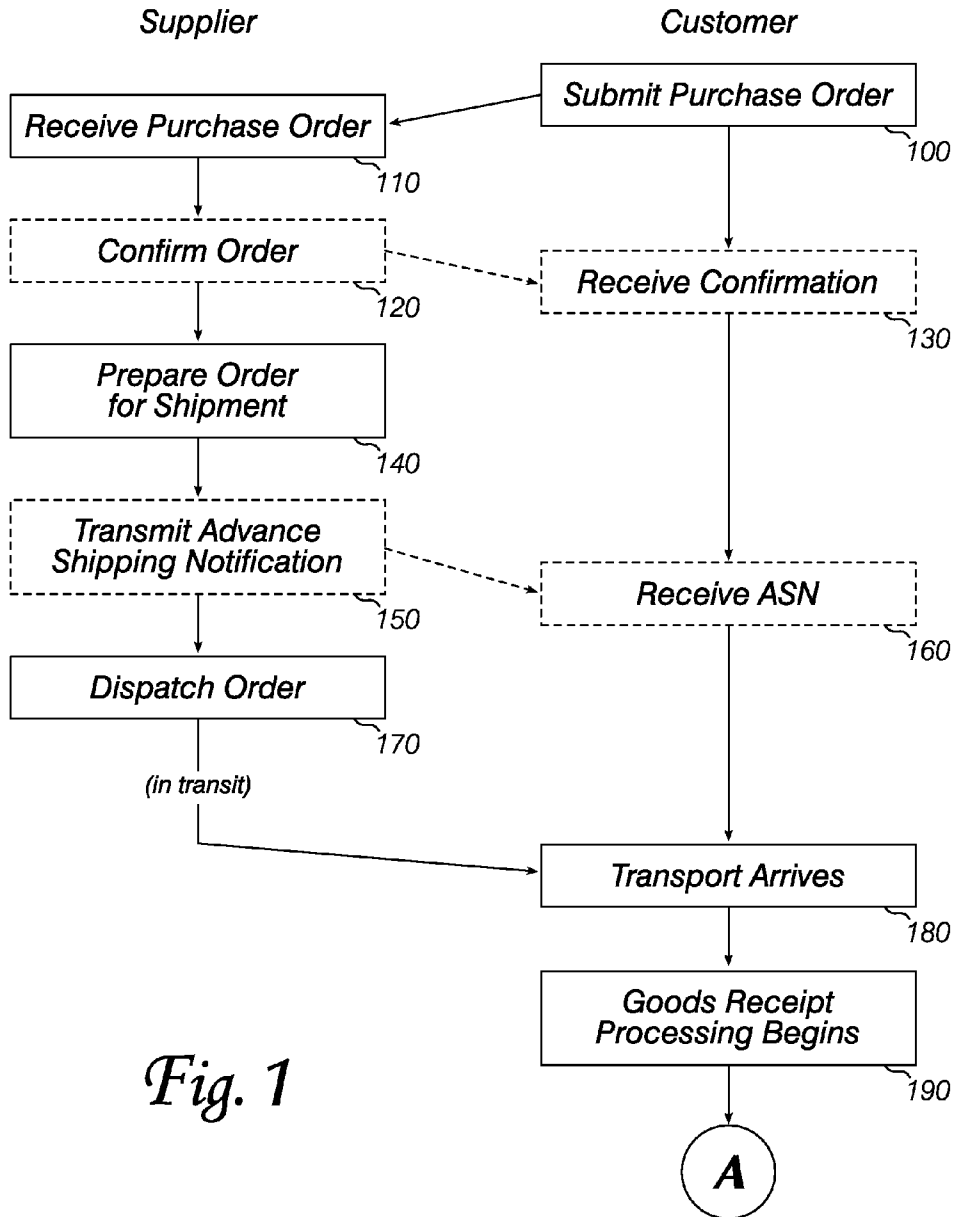 Supplier
Customer
Submit Purchase Order
100
Receive Purchase Order
110
Confirm Order
120
Receive Confirmation
130
Prepare Order
for Shipment
140
Transmit Advance
Shipping Notification
150
Receive ASN
160
Dispatch Order
170
(in transit)
Transport Arrives
180
Goods Receipt
Processing Begins
190
A
Fig. 1